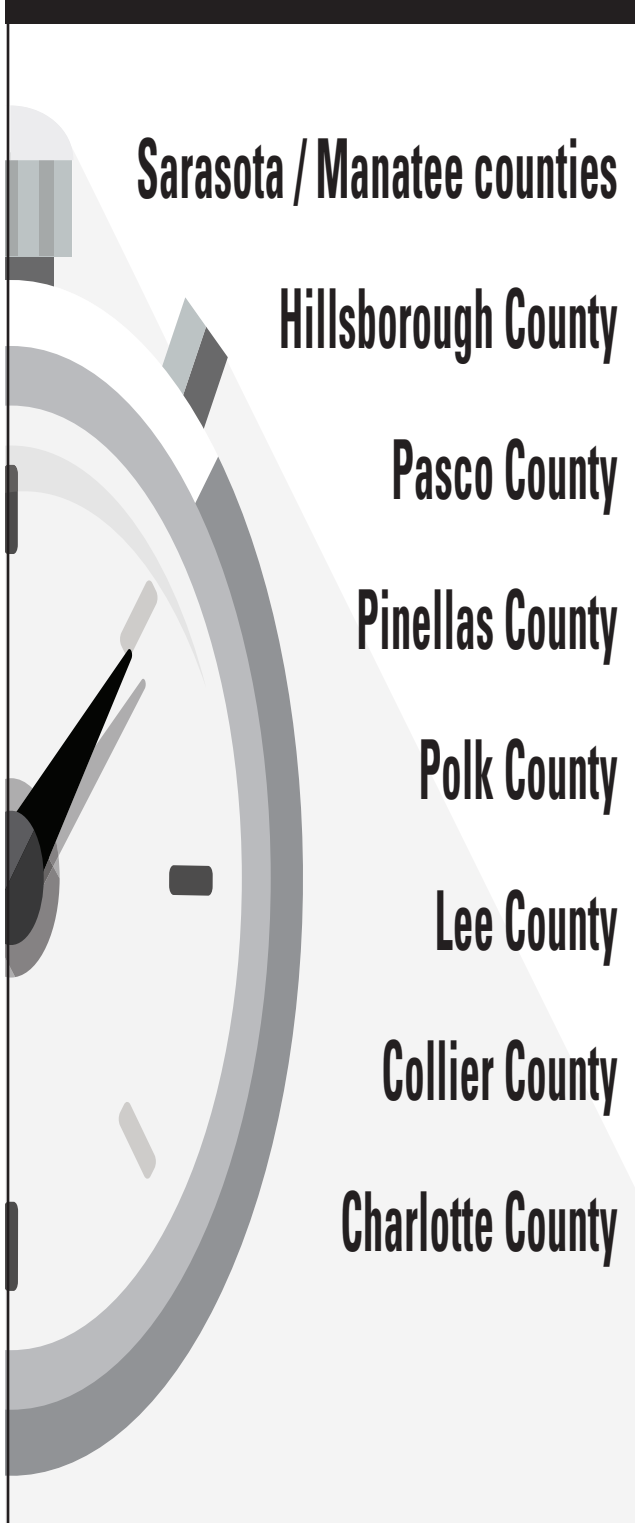 Sarasota / Manatee counties
Hillsborough County
Pasco County
Pinellas County
Polk County
Lee County
Collier County
Charlotte County